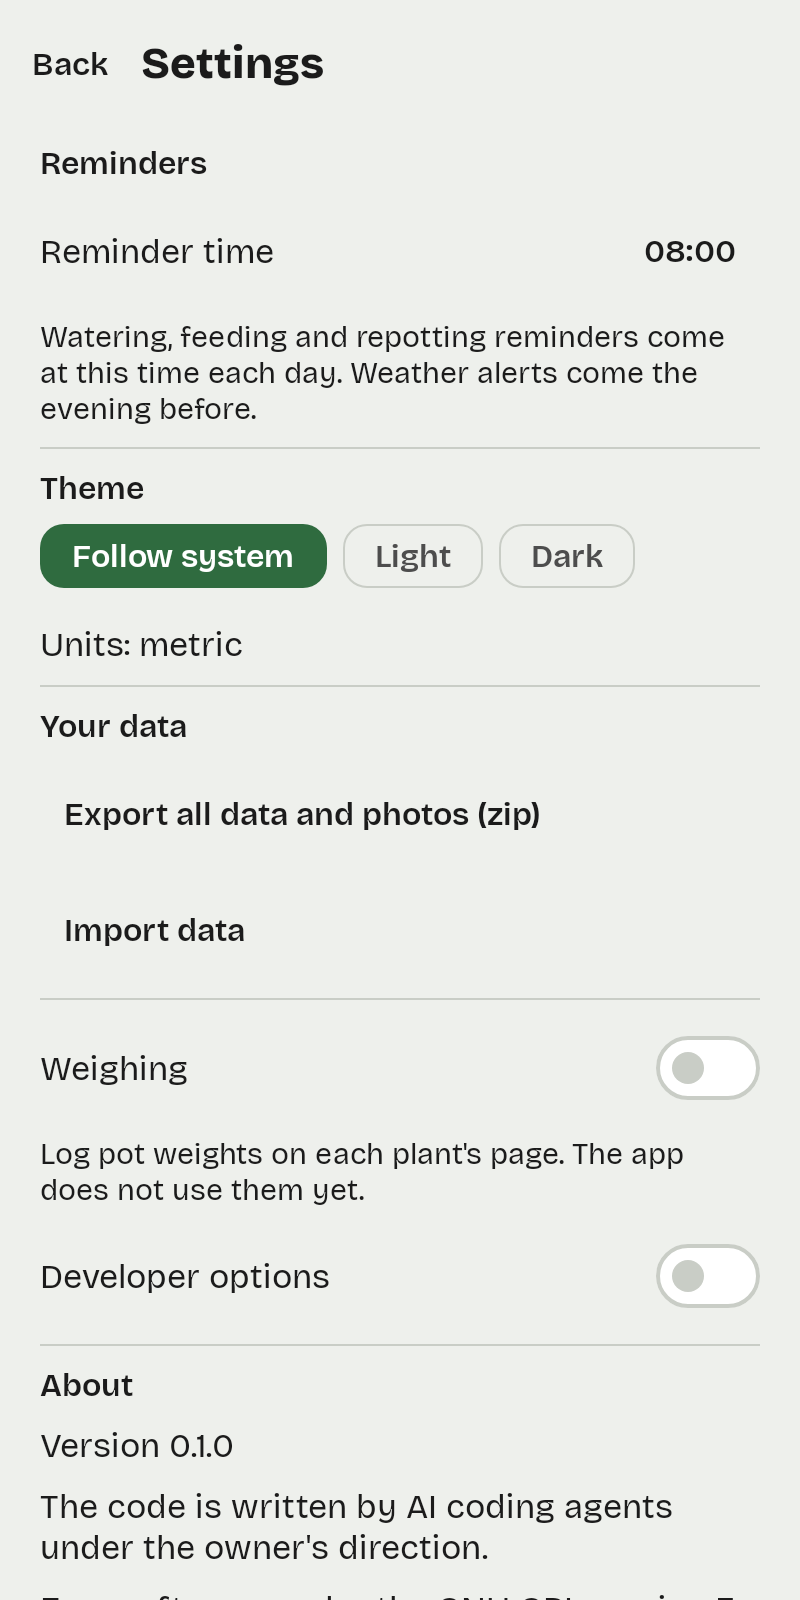 Back Settings
Reminders
Reminder time 08:00
Watering, feeding and repotting reminders come
at this time each day. Weather alerts come the
evening before.
Theme
Follow system Light Dark
Units: metric
Your data
Export all data and photos (zip)
Import data
Weighing
Log pot weights on each plant's page. The app
does not use them yet.
Developer options
About
Version 0.1.0
The code is written by AI coding agents
under the owner's direction.